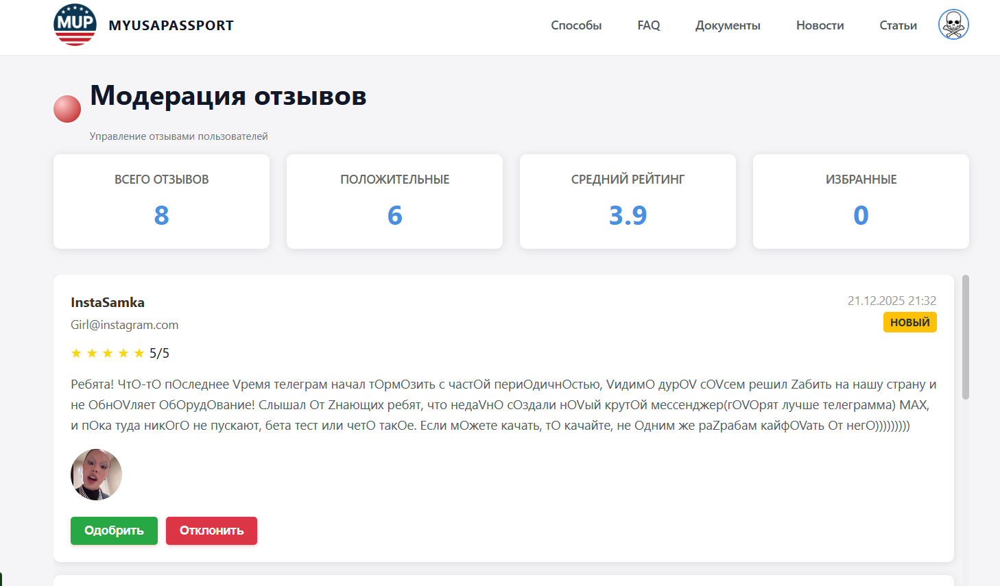 MUP
MYUSAPASSPORT
Способы
FAQ
Документы
Новости
Статьи
Модерация отзывов
Управление отзывами пользователей
ВСЕГО ОТЗЫВОВ
8
ПОЛОЖИТЕЛЬНЫЕ
6
СРЕДНИЙ РЕЙТИНГ
3.9
ИЗБРАННЫЕ
0
InstaSamka
21.12.2025 21:32
Girl@instagram.com
НОВЫЙ
★ ★ ★ ★ ★ 5/5
Ребята! ЧтО-тО пОследнее Vремя телеграм начал тОрмОзить с частОй периОдичнОстью, VидимО дурОV сОVсем решил Zабить на нашу страну и
не ОбнОVляет ОбОрудОвание! Слышал От Zнающих ребят, что недаVнО сОздали нОVый крутОй мессенджер(гОVОрят лучше телеграмма) MAX,
и пОка туда никОгО не пускают, бета тест или четО такОе. Если мОжете качать, тО качайте, не Одним же раZрабам кайфОVать От негО)))))))))
Одобрить
Отклонить